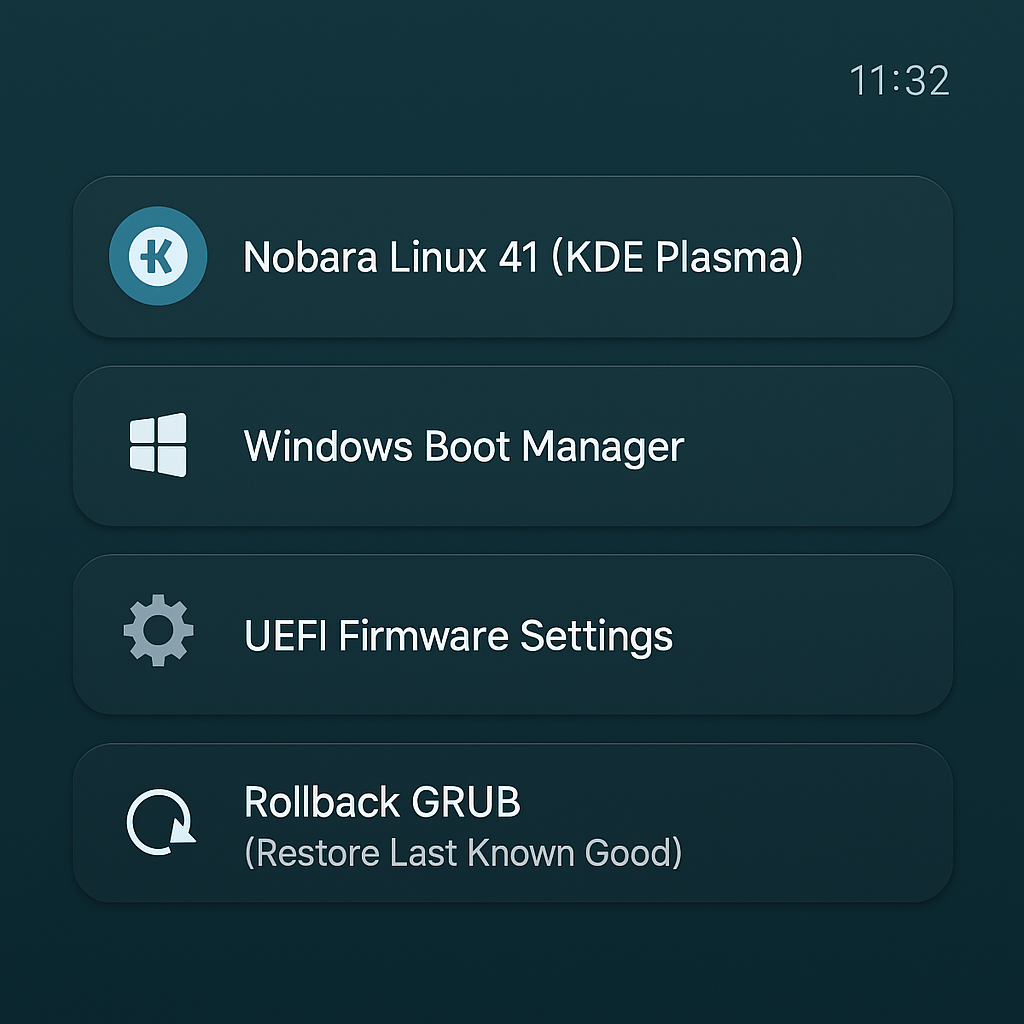 11:32
Nobara Linux 41 (KDE Plasma)
Windows Boot Manager
UEFI Firmware Settings
Rollback GRUB
(Restore Last Known Good)